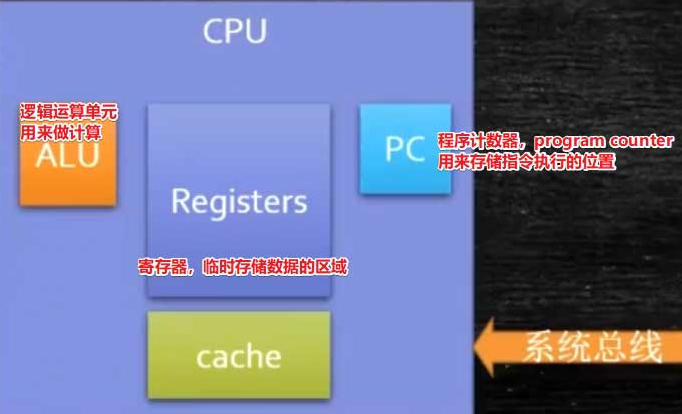 CPU
逻辑运算单元
用来做计算
ALU
Registers
寄存器，临时存储数据的区域
PC
程序计数器，program counter
用来存储指令执行的位置
cache
系统总线